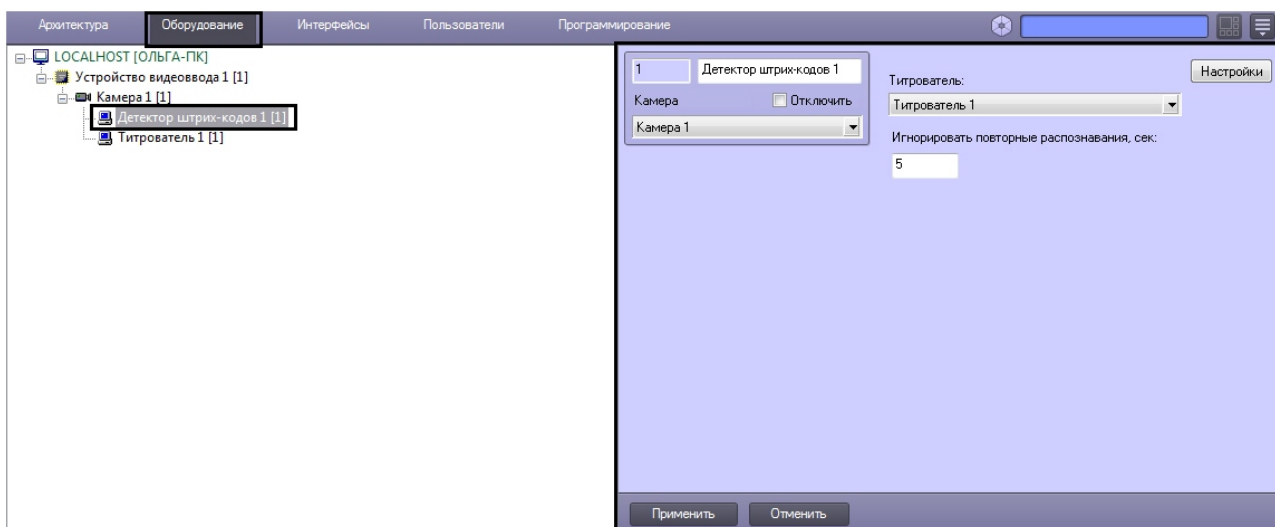 Архитектура Оборудование Интерфейсы Пользователи Программирование
LOCALHOST [ОЛЬГА-ПК]
Устройство видеоввода 1 [1]
Камера 1 [1]
Детектор штрих-кодов 1 [1]
Титрователь 1 [1]
1 Детектор штрих-кодов 1
Камера Отключить
Камера 1
Титрователь:
Настройки
Титрователь 1
Игнорировать повторные распознавания, сек:
5
Применить Отменить